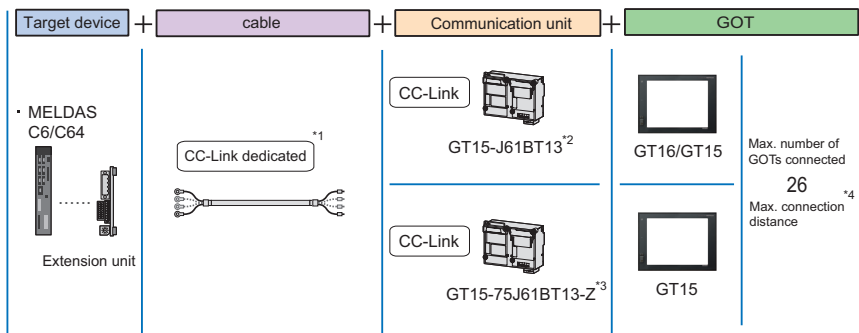 Target device + cable + Communication unit + GOT
· MELDAS
C6/C64
Extension unit
*1
CC-Link dedicated
CC-Link
GT15-J61BT13*2
CC-Link
GT15-75J61BT13-Z*3
GT16/GT15
GT15
Max. number of
GOTs connected
26
*4
Max. connection
distance